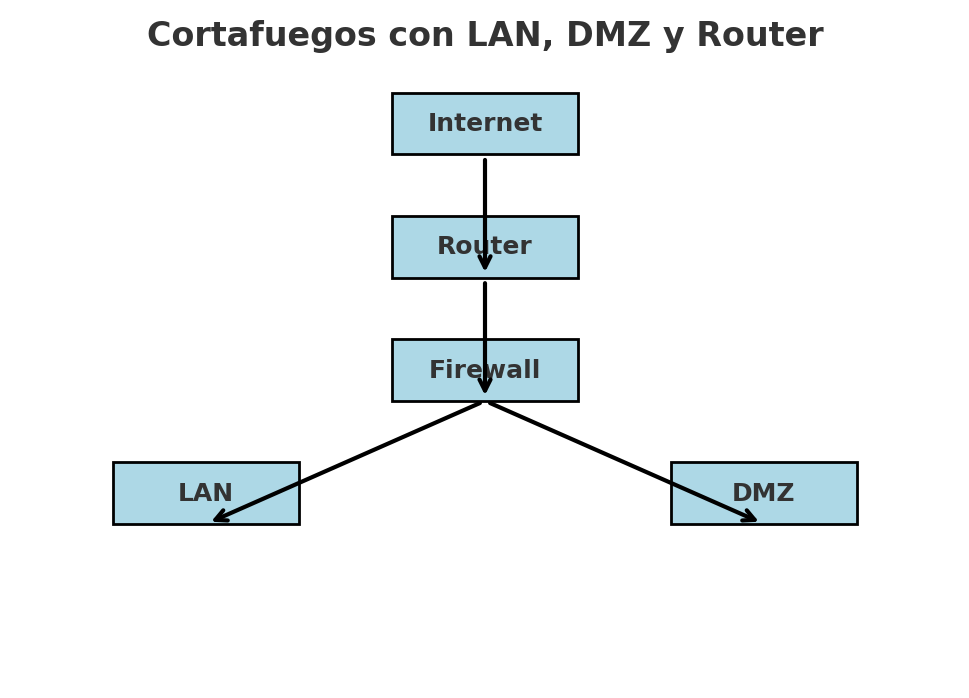 Cortafuegos con LAN, DMZ y Router
Internet
Router
Firewall
LAN
DMZ